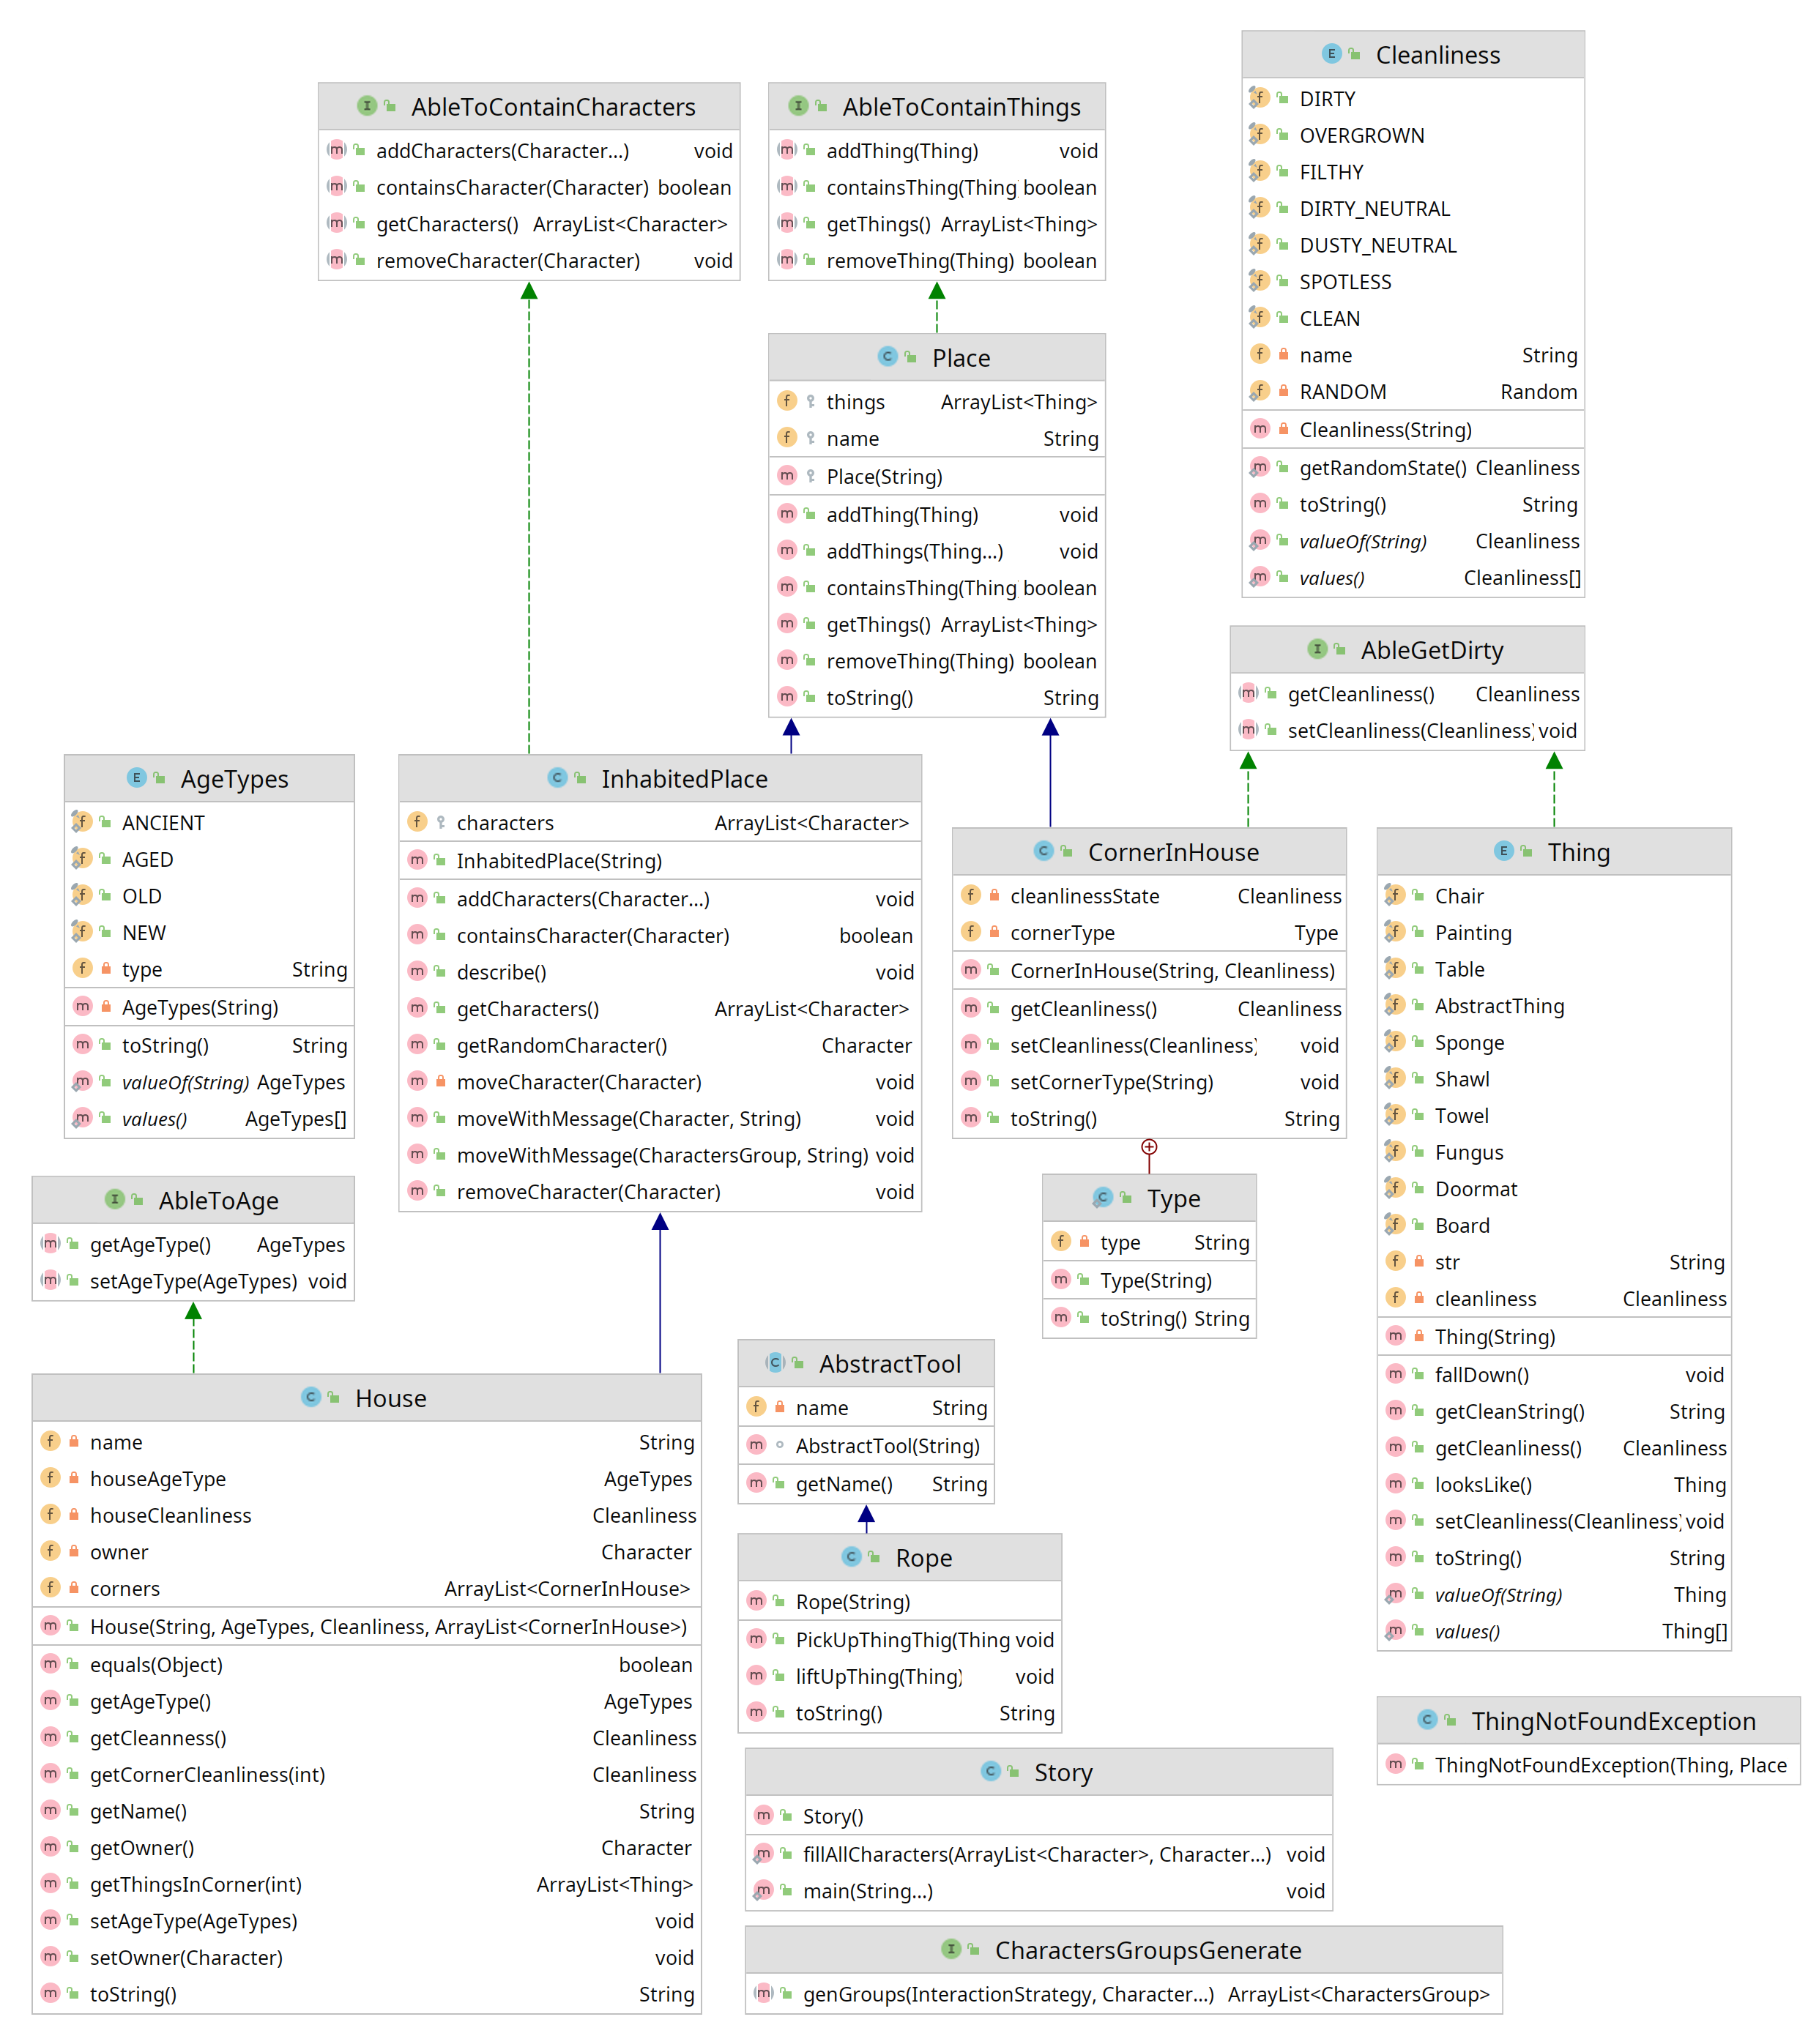 Cleanliness
DIRTY
OVERGROWN
FILTHY
DIRTY_NEUTRAL
DUSTY_NEUTRAL
SPOTLESS
CLEAN
name String
RANDOM Random
Cleanliness(String)
getRandomState() Cleanliness
toString() String
valueOf(String) Cleanliness
values() Cleanliness[]
AbleToContainCharacters
addCharacters(Character...) void
containsCharacter(Character) boolean
getCharacters() ArrayList<Character>
removeCharacter(Character) void
AbleToContainThings
addThing(Thing) void
containsThing(Thing boolean
getThings() ArrayList<Thing>
removeThing(Thing) boolean
Place
things ArrayList<Thing>
name String
Place(String)
addThing(Thing) void
addThings(Thing...) void
containsThing(Thing boolean
getThings() ArrayList<Thing>
removeThing(Thing) boolean
toString() String
AbleGetDirty
getCleanliness() Cleanliness
setCleanliness(Cleanliness) void
AgeTypes
ANCIENT
AGED
OLD
NEW
type String
AgeTypes(String)
toString() String
valueOf(String) AgeTypes
values() AgeTypes[]
InhabitedPlace
characters ArrayList<Character>
InhabitedPlace(String)
addCharacters(Character...) void
containsCharacter(Character) boolean
describe() void
getCharacters() ArrayList<Character>
getRandomCharacter() Character
moveCharacter(Character) void
moveWithMessage(Character, String) void
moveWithMessage(CharactersGroup, String) void
removeCharacter(Character) void
CornerInHouse
cleanlinessState Cleanliness
cornerType Type
CornerInHouse(String, Cleanliness)
getCleanliness() Cleanliness
setCleanliness(Cleanliness) void
setCornerType(String) void
toString() String
Thing
Chair
Painting
Table
AbstractThing
Sponge
Shawl
Towel
Fungus
Doormat
Board
str String
cleanliness Cleanliness
Thing(String)
fallDown() void
getCleanString() String
getCleanliness() Cleanliness
looksLike() Thing
setCleanliness(Cleanliness) void
toString() String
valueOf(String) Thing
values() Thing[]
Type
type String
Type(String)
toString() String
AbleToAge
getAgeType() AgeTypes
setAgeType(AgeTypes) void
House
name String
houseAgeType AgeTypes
houseCleanliness Cleanliness
owner Character
corners ArrayList<CornerInHouse>
House(String, AgeTypes, Cleanliness, ArrayList<CornerInHouse>)
equals(Object) boolean
getAgeType() AgeTypes
getCleanness() Cleanliness
getCornerCleanliness(int) Cleanliness
getName() String
getOwner() Character
getThingsInCorner(int) ArrayList<Thing>
setAgeType(AgeTypes) void
setOwner(Character) void
toString() String
AbstractTool
name String
AbstractTool(String)
getName() String
Rope
Rope(String)
PickUpThingThig(Thing void
liftUpThing(Thing) void
toString() String
ThingNotFoundException
ThingNotFoundException(Thing, Place
Story
Story()
fillAllCharacters(ArrayList<Character>, Character...) void
main(String...) void
CharactersGroupsGenerate
genGroups(InteractionStrategy, Character...) ArrayList<CharactersGroup>